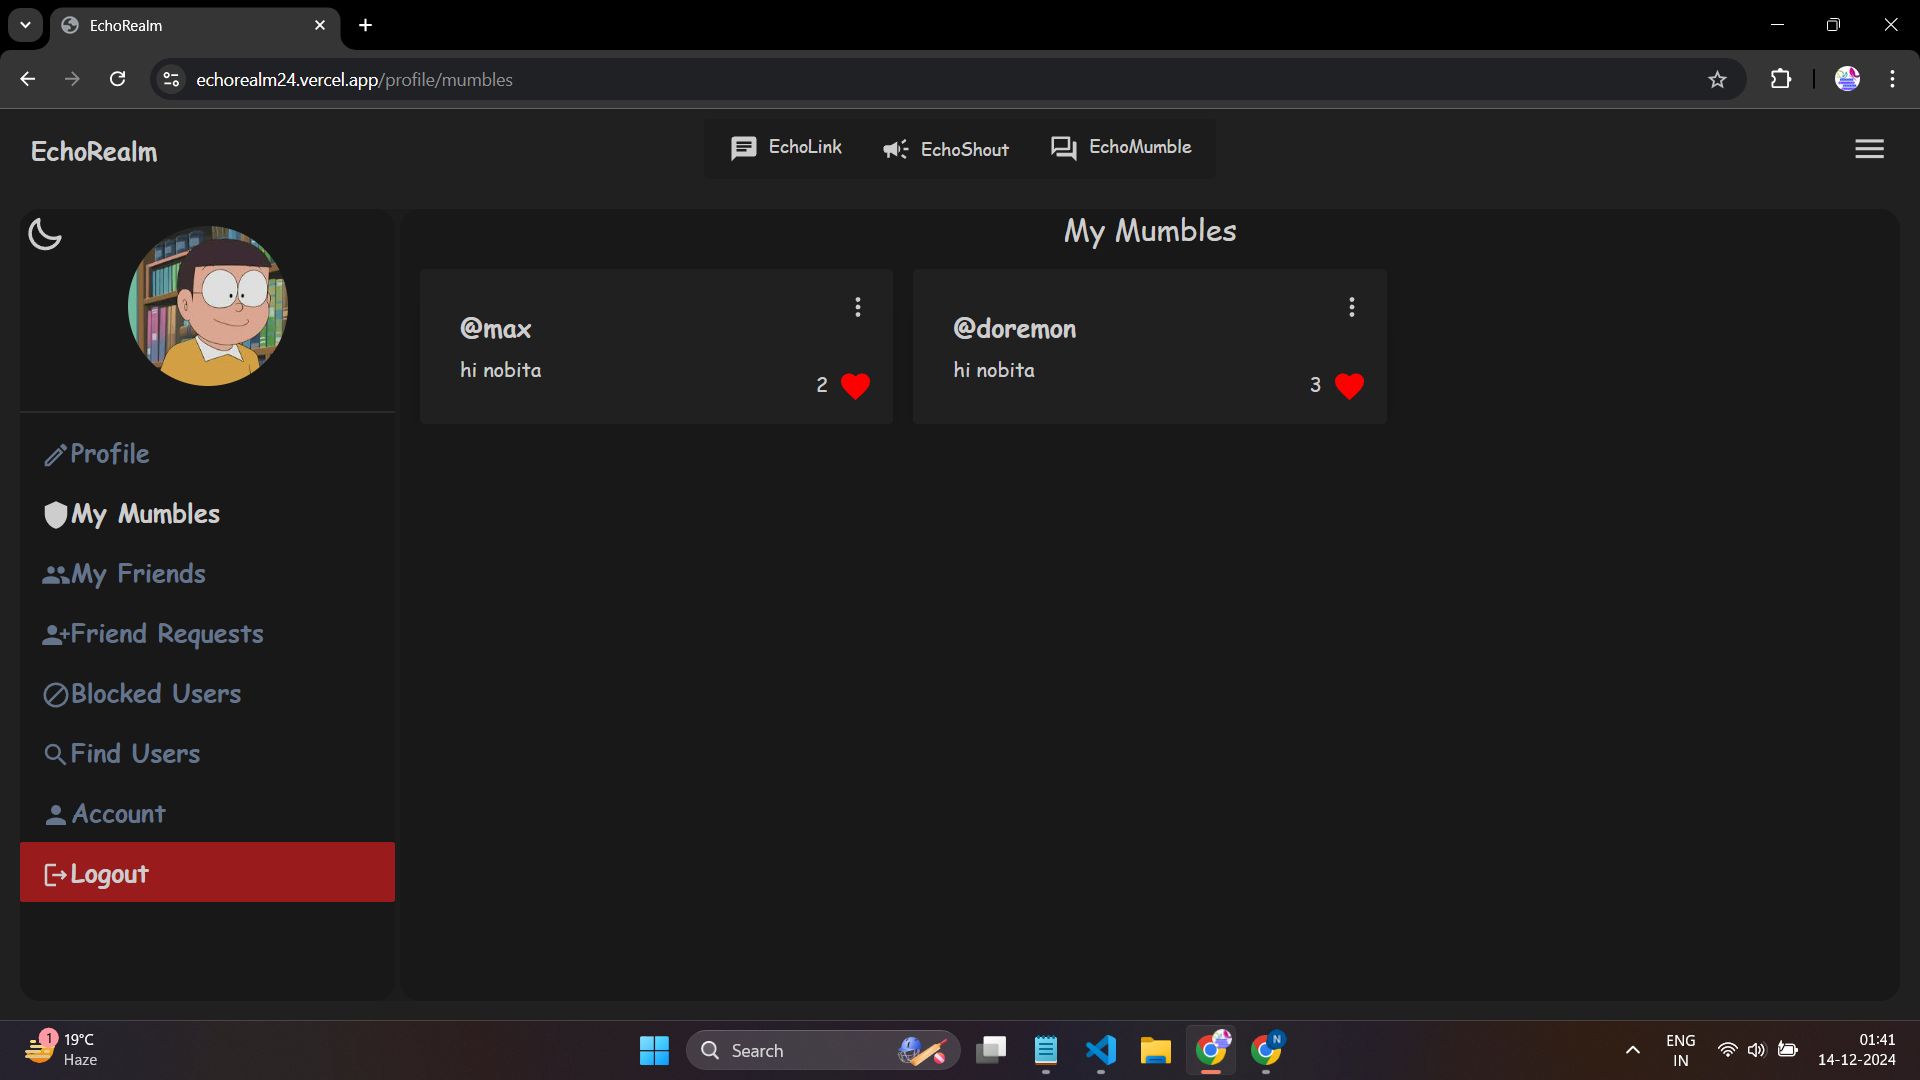 EchoRealm
echorealm24.vercel.app/profile/mumbles
EchoRealm
EchoLink
EchoShout
EchoMumble
My Mumbles
@max
hi nobita
2
@doremon
hi nobita
3
Profile
My Mumbles
My Friends
Friend Requests
Blocked Users
Find Users
Account
Logout
1
19°C
Haze
Search
N
ENG
IN
01:41
14-12-2024